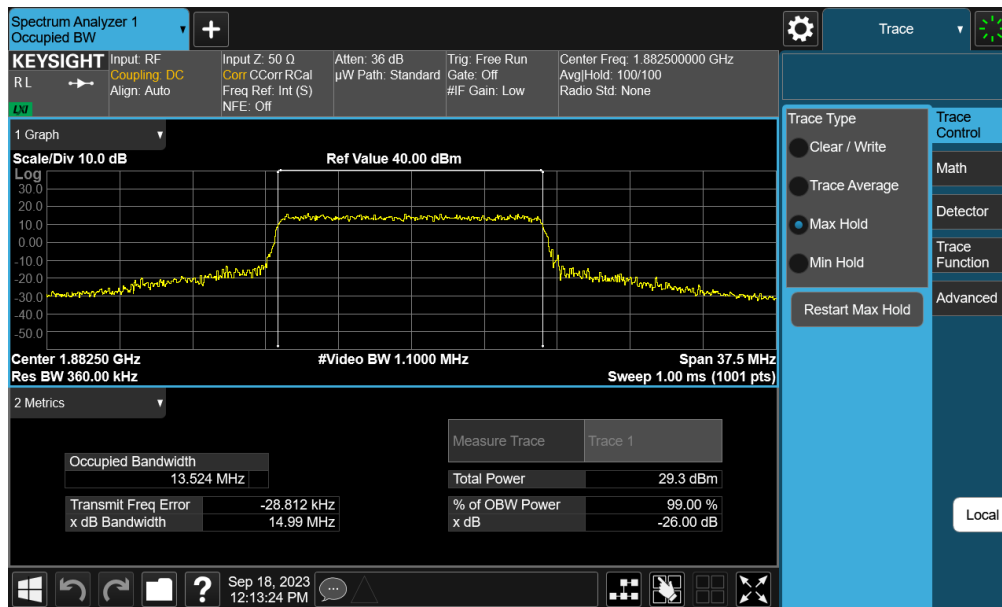 Spectrum Analyzer 1
Occupied BW
Trace
KEYSIGHT
R L
LXI
Input: RF
Coupling: DC
Align: Auto
Input Z: 50 Ω
Corr CCorr RCal
Freq Ref: Int (S)
NFE: Off
Atten: 36 dB
µW Path: Standard
Trig: Free Run
Gate: Off
#IF Gain: Low
Center Freq: 1.882500000 GHz
Avg|Hold: 100/100
Radio Std: None
1 Graph
Scale/Div 10.0 dB
Ref Value 40.00 dBm
Log
30.0
20.0
10.0
0.00
-10.0
-20.0
-30.0
-40.0
-50.0
Center 1.88250 GHz
#Video BW 1.1000 MHz
Span 37.5 MHz
Res BW 360.00 kHz
Sweep 1.00 ms (1001 pts)
2 Metrics
Measure Trace
Trace 1
Occupied Bandwidth
13.524 MHz
Total Power
29.3 dBm
Transmit Freq Error
-28.812 kHz
% of OBW Power
99.00 %
x dB Bandwidth
14.99 MHz
x dB
-26.00 dB
Trace Type
Clear / Write
Trace Average
Max Hold
Min Hold
Restart Max Hold
Trace
Control
Math
Detector
Trace
Function
Advanced
Local
?
Sep 18, 2023
12:13:24 PM